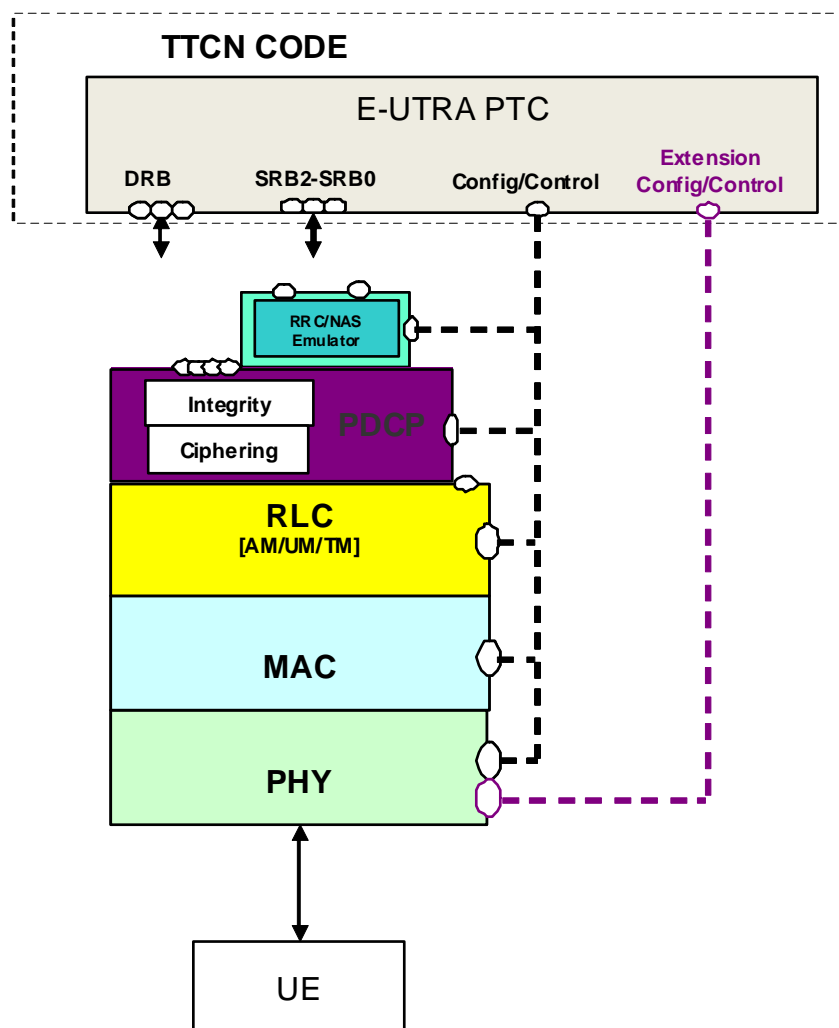 TTCN CODE
E-UTRA PTC
DRB
SRB2-SRB0
Config/Control
Extension
Config/Control
RRC/NAS
Emulator
Integrity
Ciphering
PDCP
RLC
[AM/UM/TM]
MAC
PHY
UE